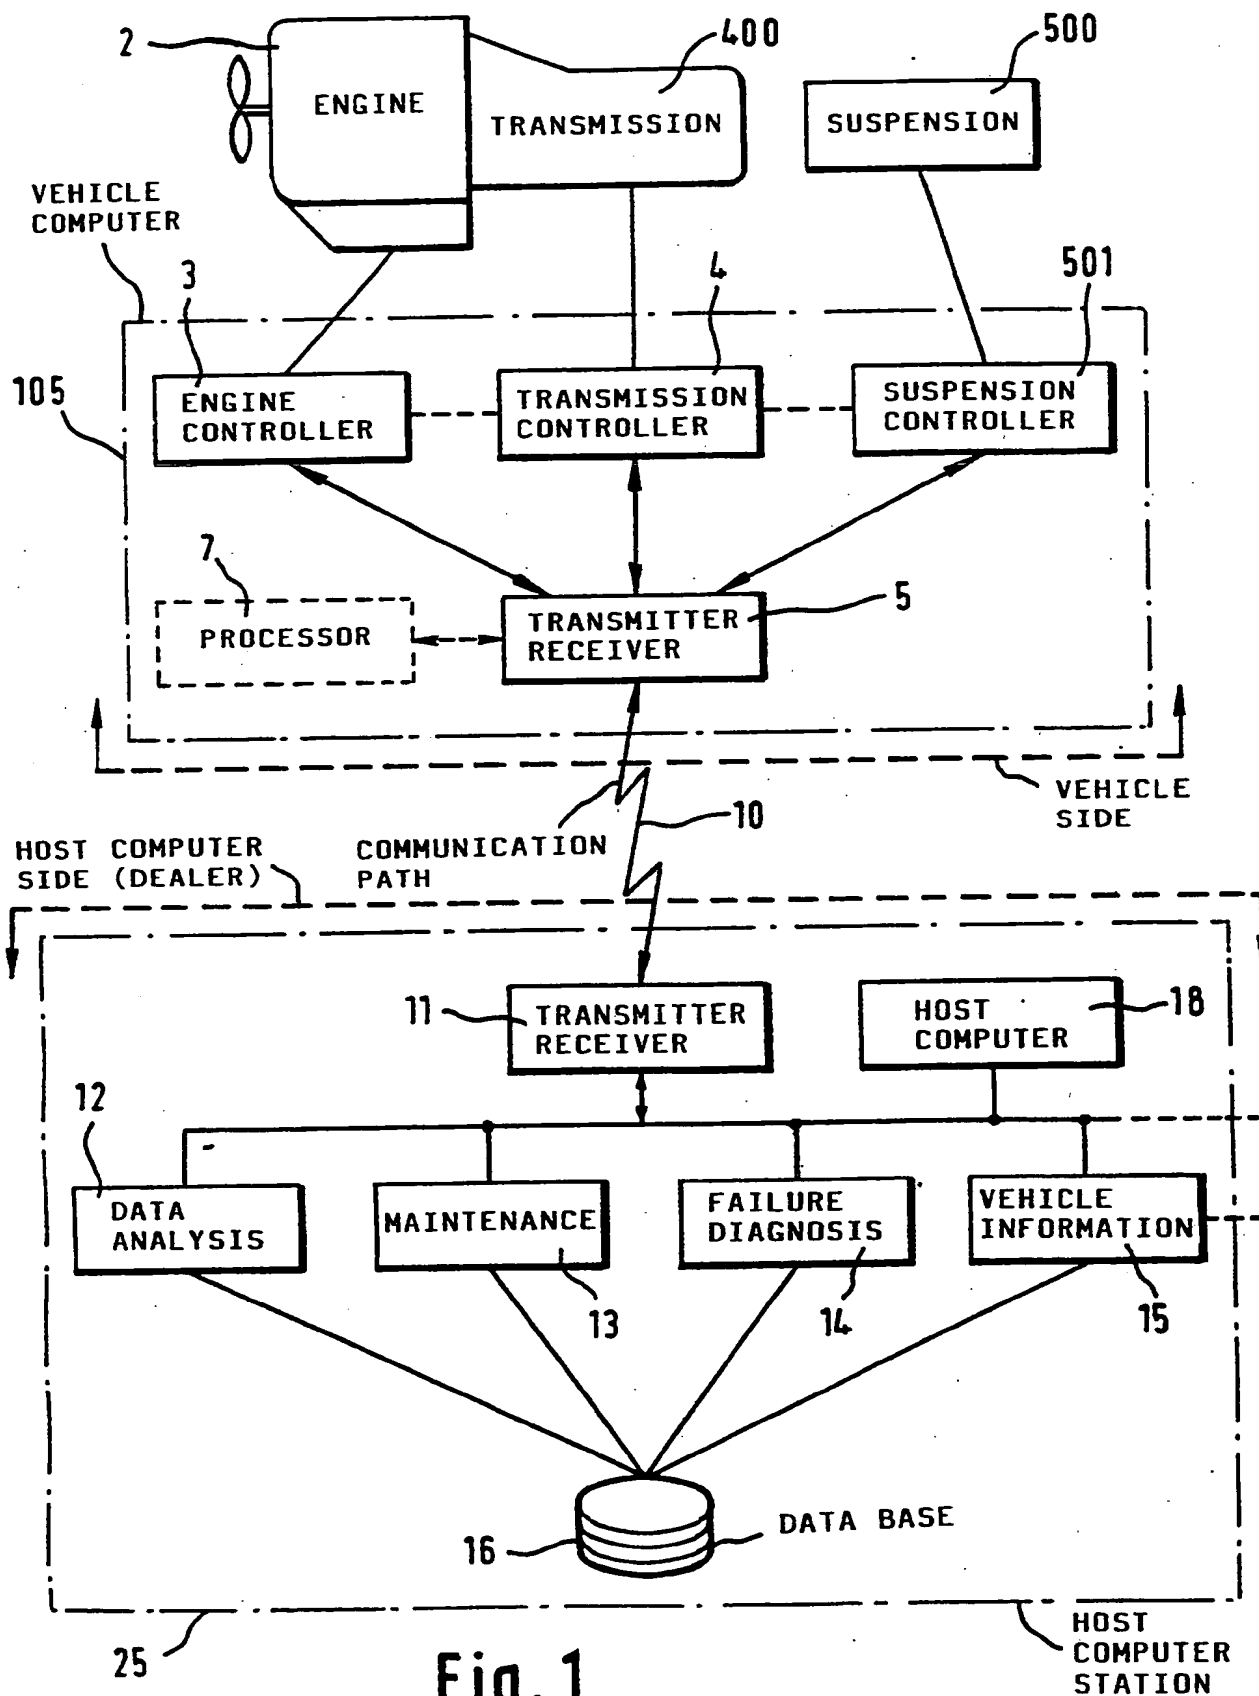 2
ENGINE
400
TRANSMISSION
500
SUSPENSION
VEHICLE
COMPUTER
3
4
501
105
ENGINE
CONTROLLER
TRANSMISSION
CONTROLLER
SUSPENSION
CONTROLLER
7
PROCESSOR
TRANSMITTER
RECEIVER
5
VEHICLE
SIDE
10
HOST COMPUTER
SIDE (DEALER)
COMMUNICATION
PATH
11
TRANSMITTER
RECEIVER
HOST
COMPUTER
18
12
DATA
ANALYSIS
MAINTENANCE
FAILURE
DIAGNOSIS
VEHICLE
INFORMATION
13
14
15
16
DATA BASE
25
HOST
COMPUTER
STATION
Fig. 1